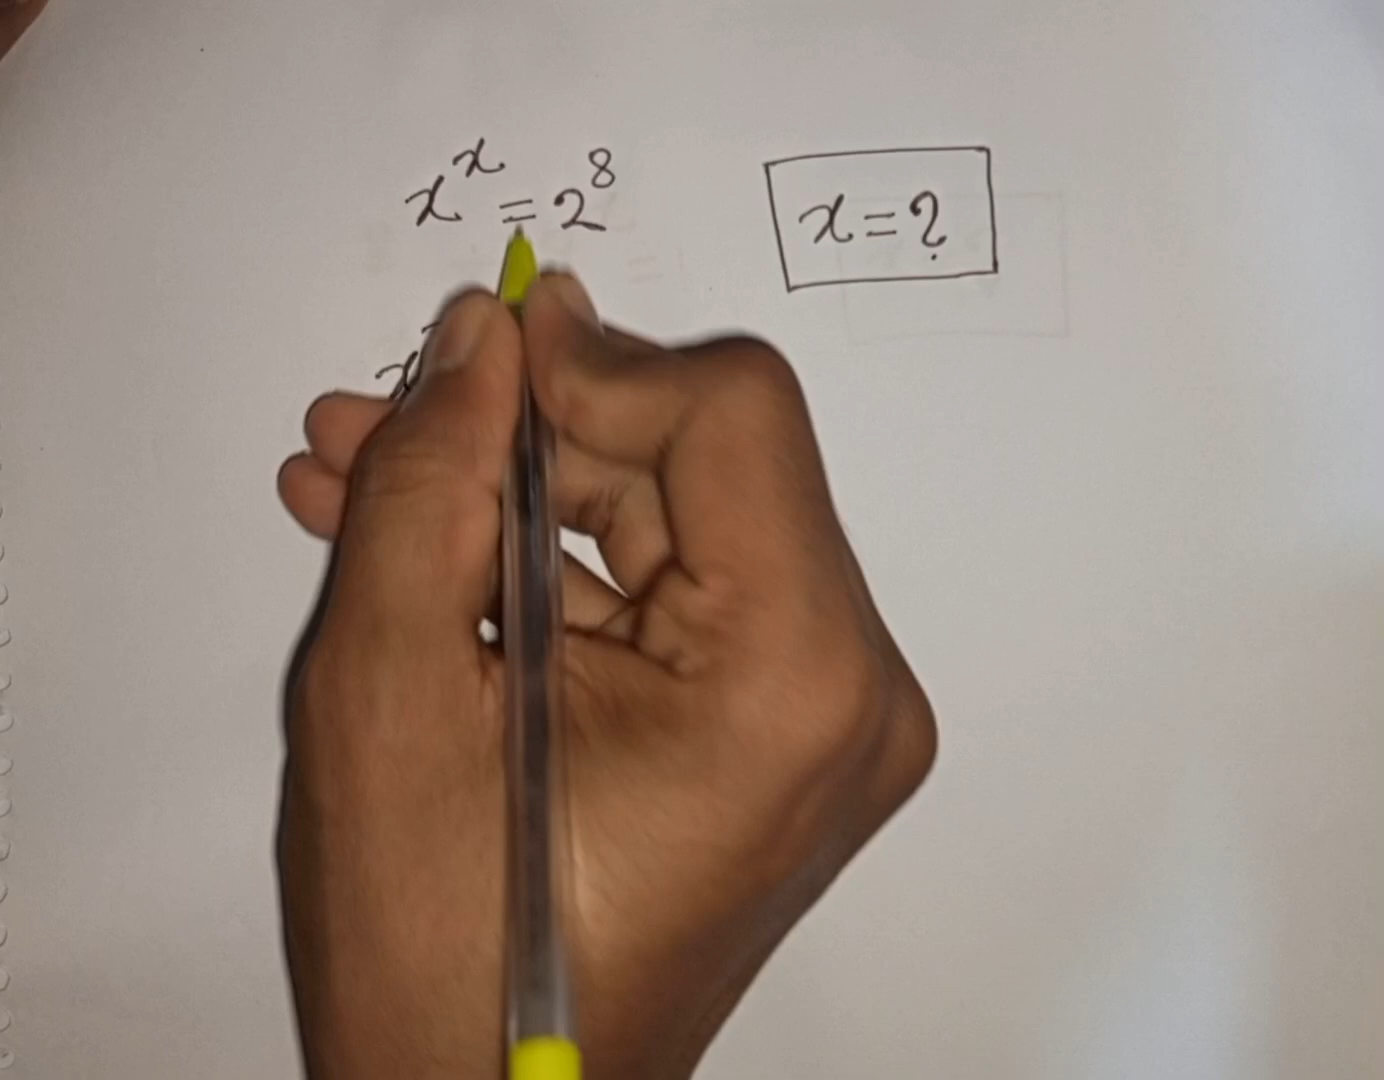 x^x = 2^8
x = ?
x